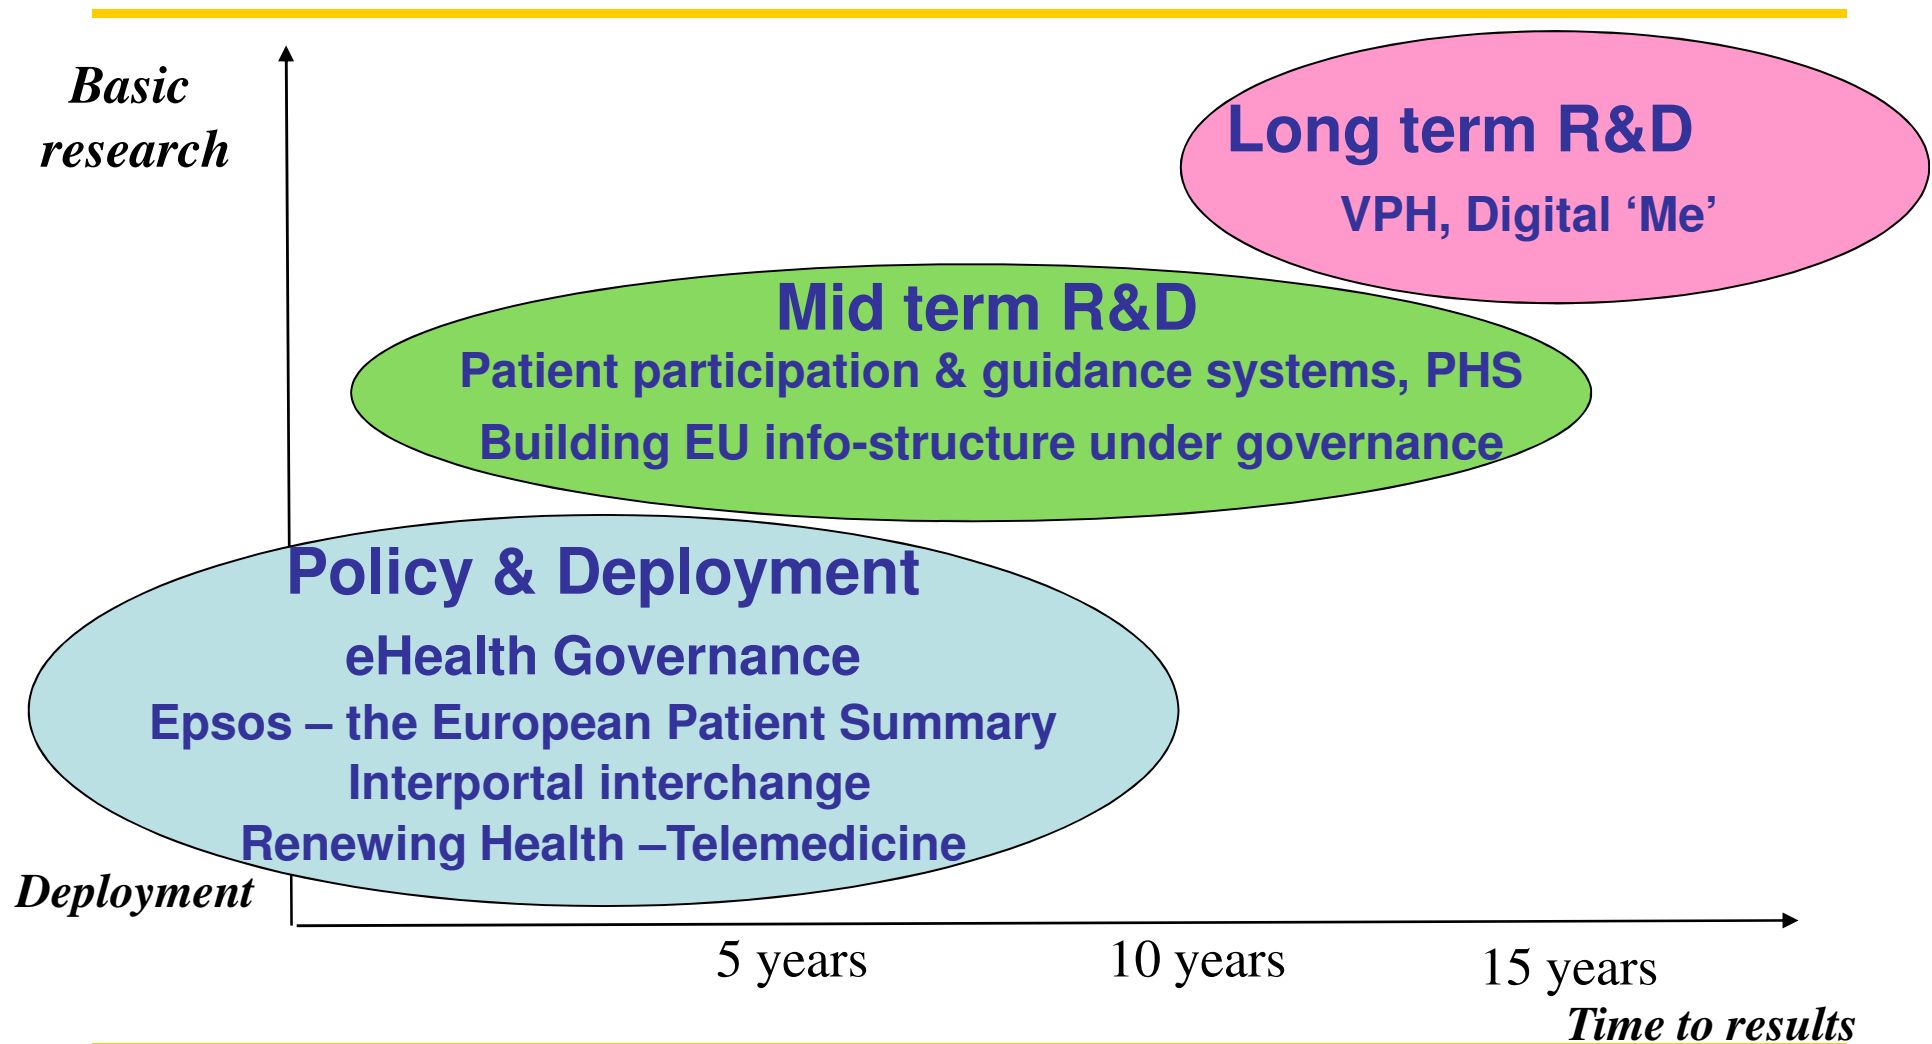 Basic
research
Long term R&D
VPH, Digital ‘Me’
Mid term R&D
Patient participation & guidance systems, PHS
Building EU info-structure under governance
Policy & Deployment
eHealth Governance
Epsos – the European Patient Summary
Interportal interchange
Renewing Health –Telemedicine
Deployment
5 years
10 years
15 years
Time to results